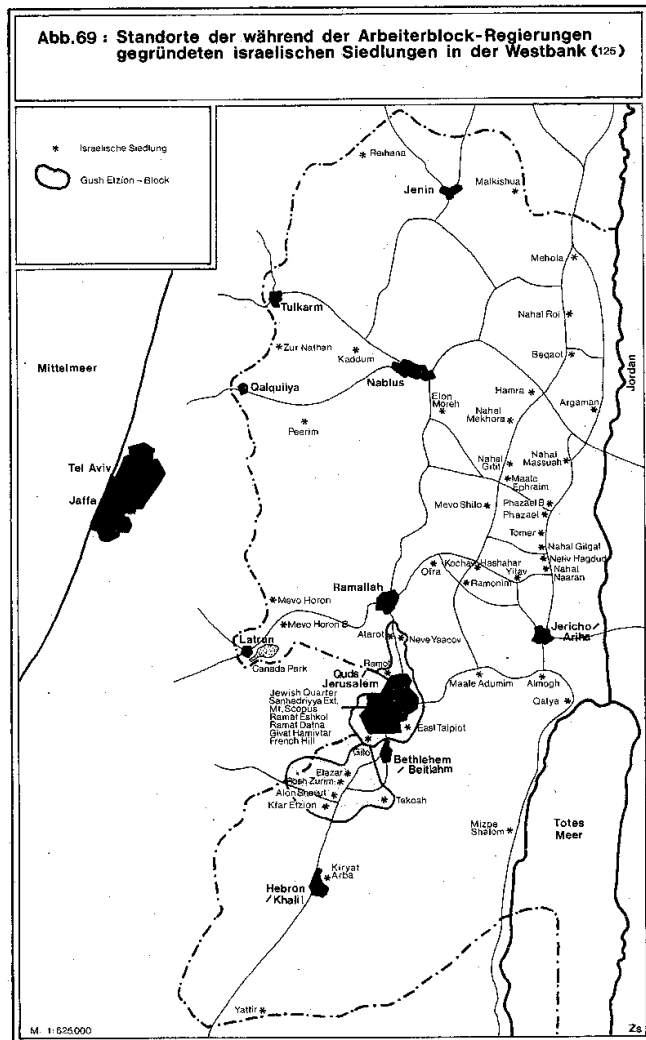 Abb.69 : Standorte der während der Arbeiterblock-Regierungen
gegründeten israelischen Siedlungen in der Westbank (125)
* Israelische Siedlung
Gush Etzion - Block
Reihana
Jenin
Malkishua
Mehola
Tulkarm
Nahal Roi
Zur Nathan
Kaddum
Beqaot
Mittelmeer
Nablus
Jordan
Qalquiiya
Hamra
Elon
Moreh
Argaman
Nahal
Mekhora
Peerim
Tel Aviv
Jaffa
Nahal
Gitit
Nahal
Massuah
Maale
Ephraim
Mevo Shilo
Phazael B
Phazael
Tomer
Nahal Gilgal
Kochav Hashahar
Netiv Hagdud
Ofra
Yitav
Nahal
Naaran
Ramonim
Ramallah
Mevo Horon
Mevo Horon B
Atarot
Neve Yaacov
Jericho/
Ariha
Latrun
Canada Park
Ramot
Quds/
Jerusalem
Maale Adumim
Almogh
Qalya
Jewish Quarter
Sanhedriyya Ext.
Mt. Scopus
Ramat Eshkol
Ramat Dafna
Givat Hamivtar
French Hill
East Talpiot
Gilo
Bethlehem
/Beitlahm
Elazar
Rosh Zurim
Alon Shevut
Kfar Etzion
Tekoah
Mizpe
Shalom
Totes
Meer
Kiryat
Arba
Hebron
/Khalil
Yattir
M. 1:625000
Zs